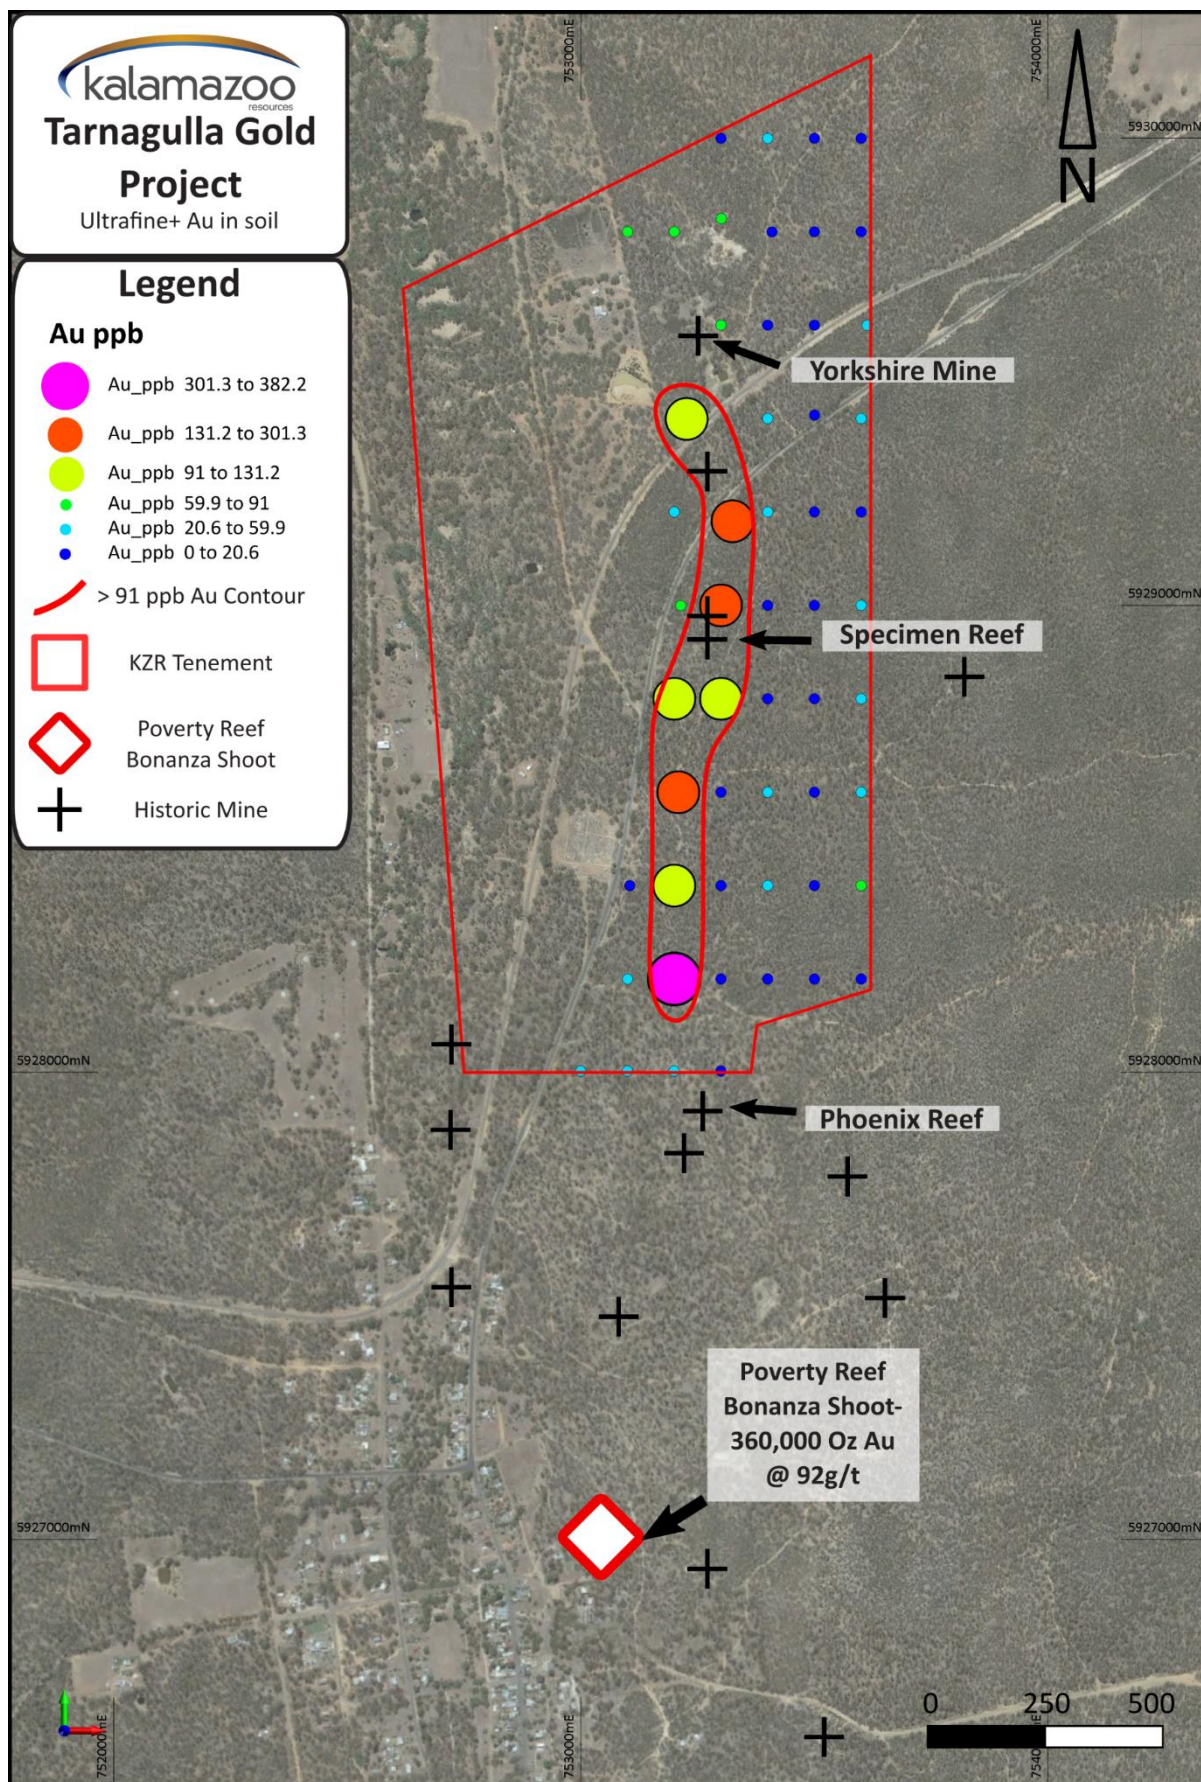 kalamazoo
resources
Tarnagulla Gold
Project
Ultrafine+ Au in soil
Legend
Au ppb
Au_ppb 301.3 to 382.2
Au_ppb 131.2 to 301.3
Au_ppb 91 to 131.2
Au_ppb 59.9 to 91
Au_ppb 20.6 to 59.9
Au_ppb 0 to 20.6
> 91 ppb Au Contour
KZR Tenement
Poverty Reef
Bonanza Shoot
Historic Mine
753000mE
754000mE
N
5930000mN
Yorkshire Mine
5929000mN
Specimen Reef
5928000mN
5928000mN
Phoenix Reef
Poverty Reef
Bonanza Shoot-
360,000 Oz Au
@ 92g/t
5927000mN
5927000mN
0 250 500
752000mE
753000mE